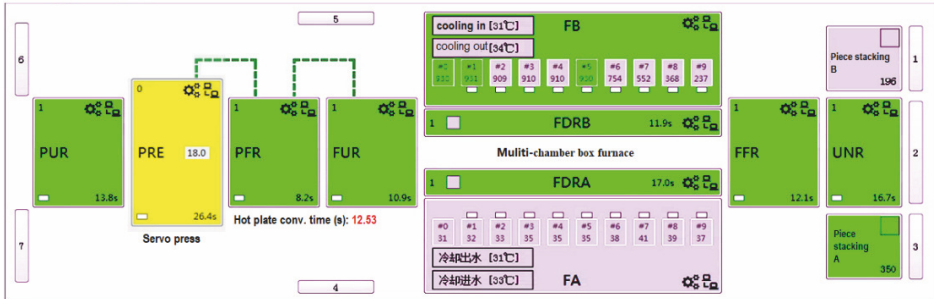 5
6
7
0
PRE
18.0
26.4s
Servo press
1
PUR
13.8s
1
PFR
8.2s
1
FUR
10.9s
Hot plate conv. time (s): 12.53
cooling in [31℃]
cooling out [34℃]
FB
#1 #2 #3 #4 #5 #6 #7 #8 #9
931 909 910 910 930 754 552 368 237
1
FDRB
11.9s
Muliti-chamber box furnace
1
FDRA
17.0s
#0 #1 #2 #3 #4 #5 #6 #7 #8 #9
31 32 33 35 35 35 38 41 39 37
冷却出水 [31℃]
冷却进水 [33℃]
FA
4
1
FFR
12.1s
1
UNR
16.7s
Piece stacking
B
196
Piece
stacking
A
350
1
2
3